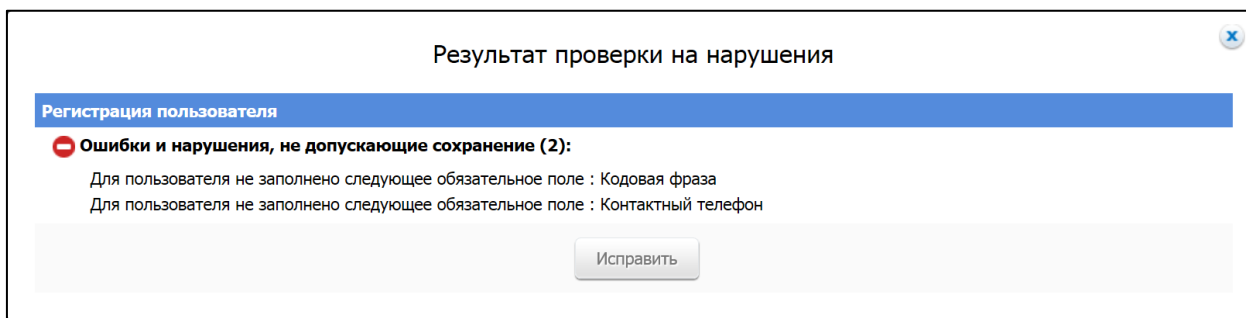 Результат проверки на нарушения
Регистрация пользователя
Ошибки и нарушения, не допускающие сохранение (2):
Для пользователя не заполнено следующее обязательное поле : Кодовая фраза
Для пользователя не заполнено следующее обязательное поле : Контактный телефон
Исправить